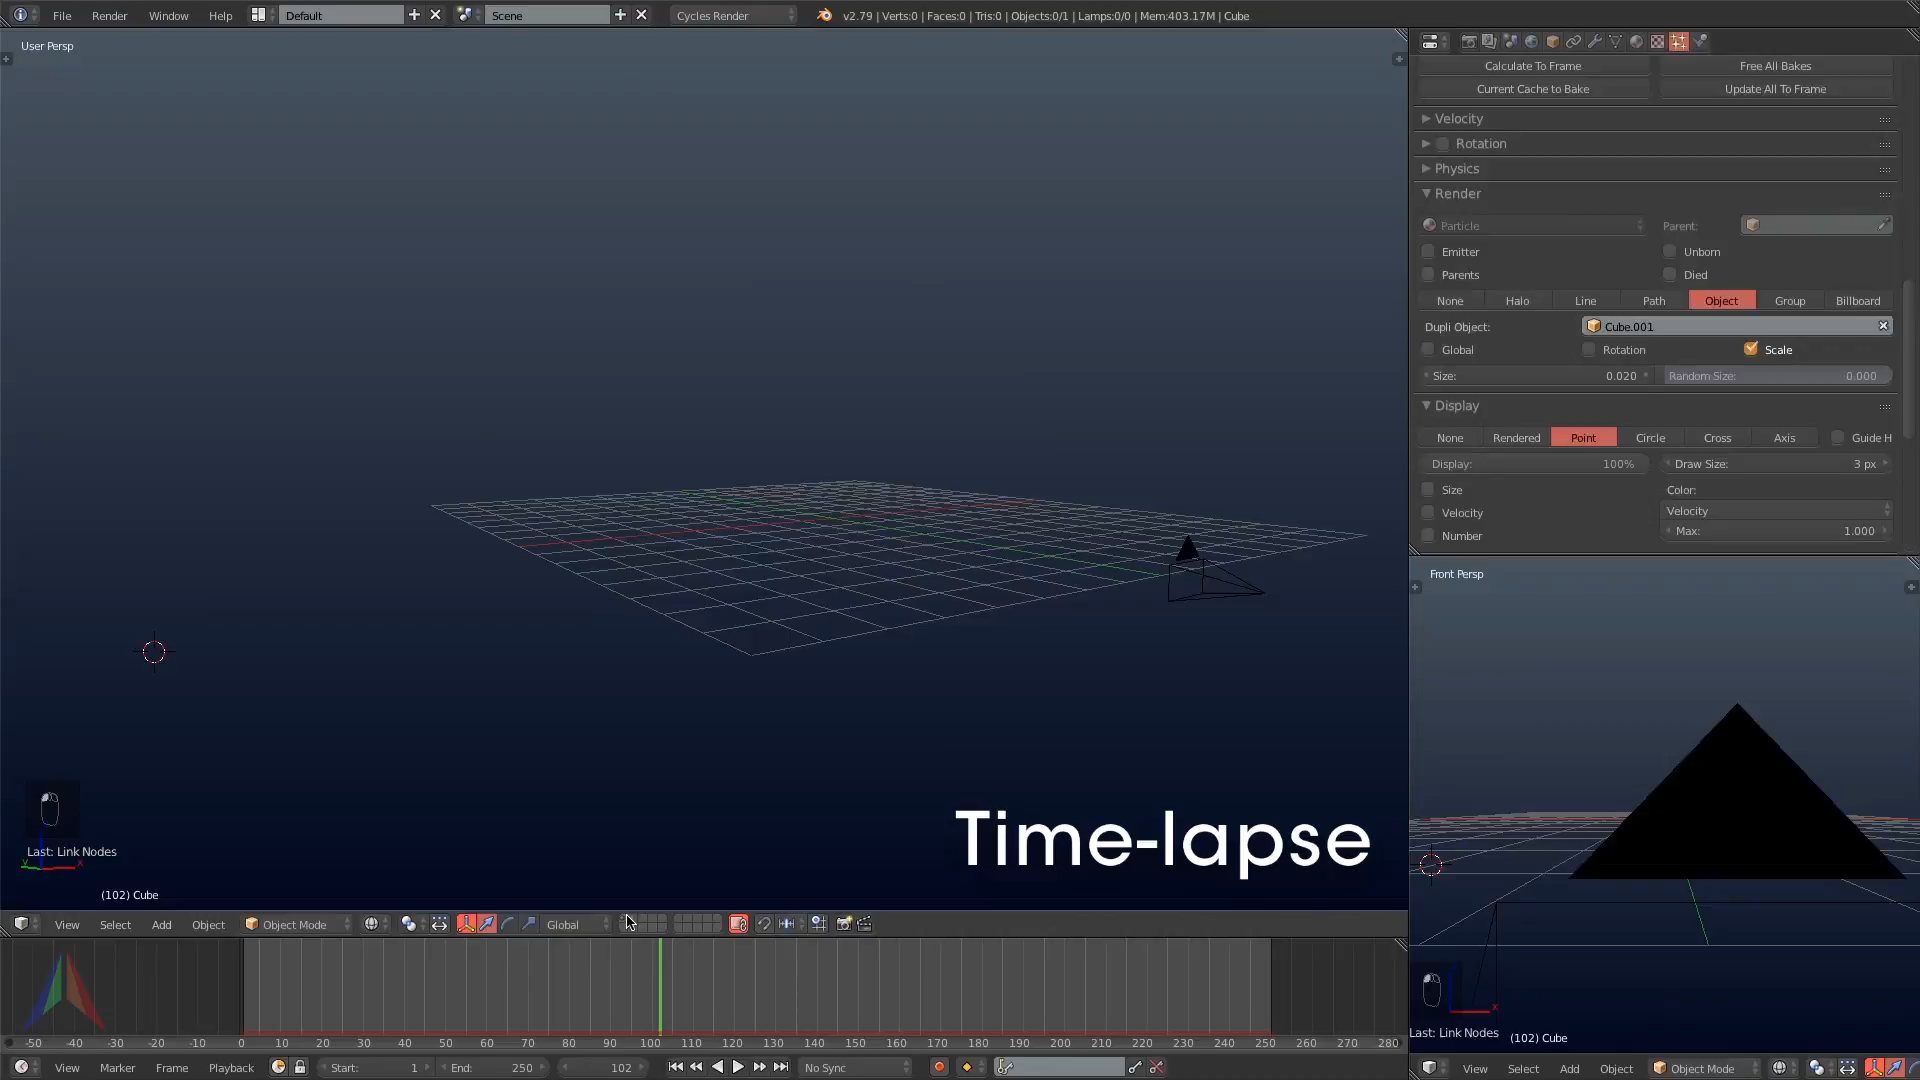 File Render Window Help Default Scene Cycles Render v2.79 | Verts:0 | Faces:0 | Tris:0 | Objects:0/1 | Lamps:0/0 | Mem:403.17M | Cube
User Persp
Calculate To Frame Free All Bakes
Current Cache to Bake Update All To Frame
Velocity
Rotation
Physics
Render
Particle Parent:
Emitter Unborn
Parents Died
None Halo Line Path Object Group Billboard
Dupli Object: Cube.001
Global Rotation Scale
Size: 0.020 Random Size: 0.000
Display
None Rendered Point Circle Cross Axis Guide H
Display: 100% Draw Size: 3 px
Size Color:
Velocity Velocity
Number Max: 1.000
Front Persp
Time-lapse
Last: Link Nodes
(102) Cube
View Select Add Object Object Mode Global
-50 -40 -30 -20 -10 0 10 20 30 40 50 60 70 80 90 100 110 120 130 140 150 160 170 180 190 200 210 220 230 240 250 260 270 280
View Marker Frame Playback Start: 1 End: 250 102 No Sync
Last: Link Nodes (102) Cube
View Select Add Object Object Mode